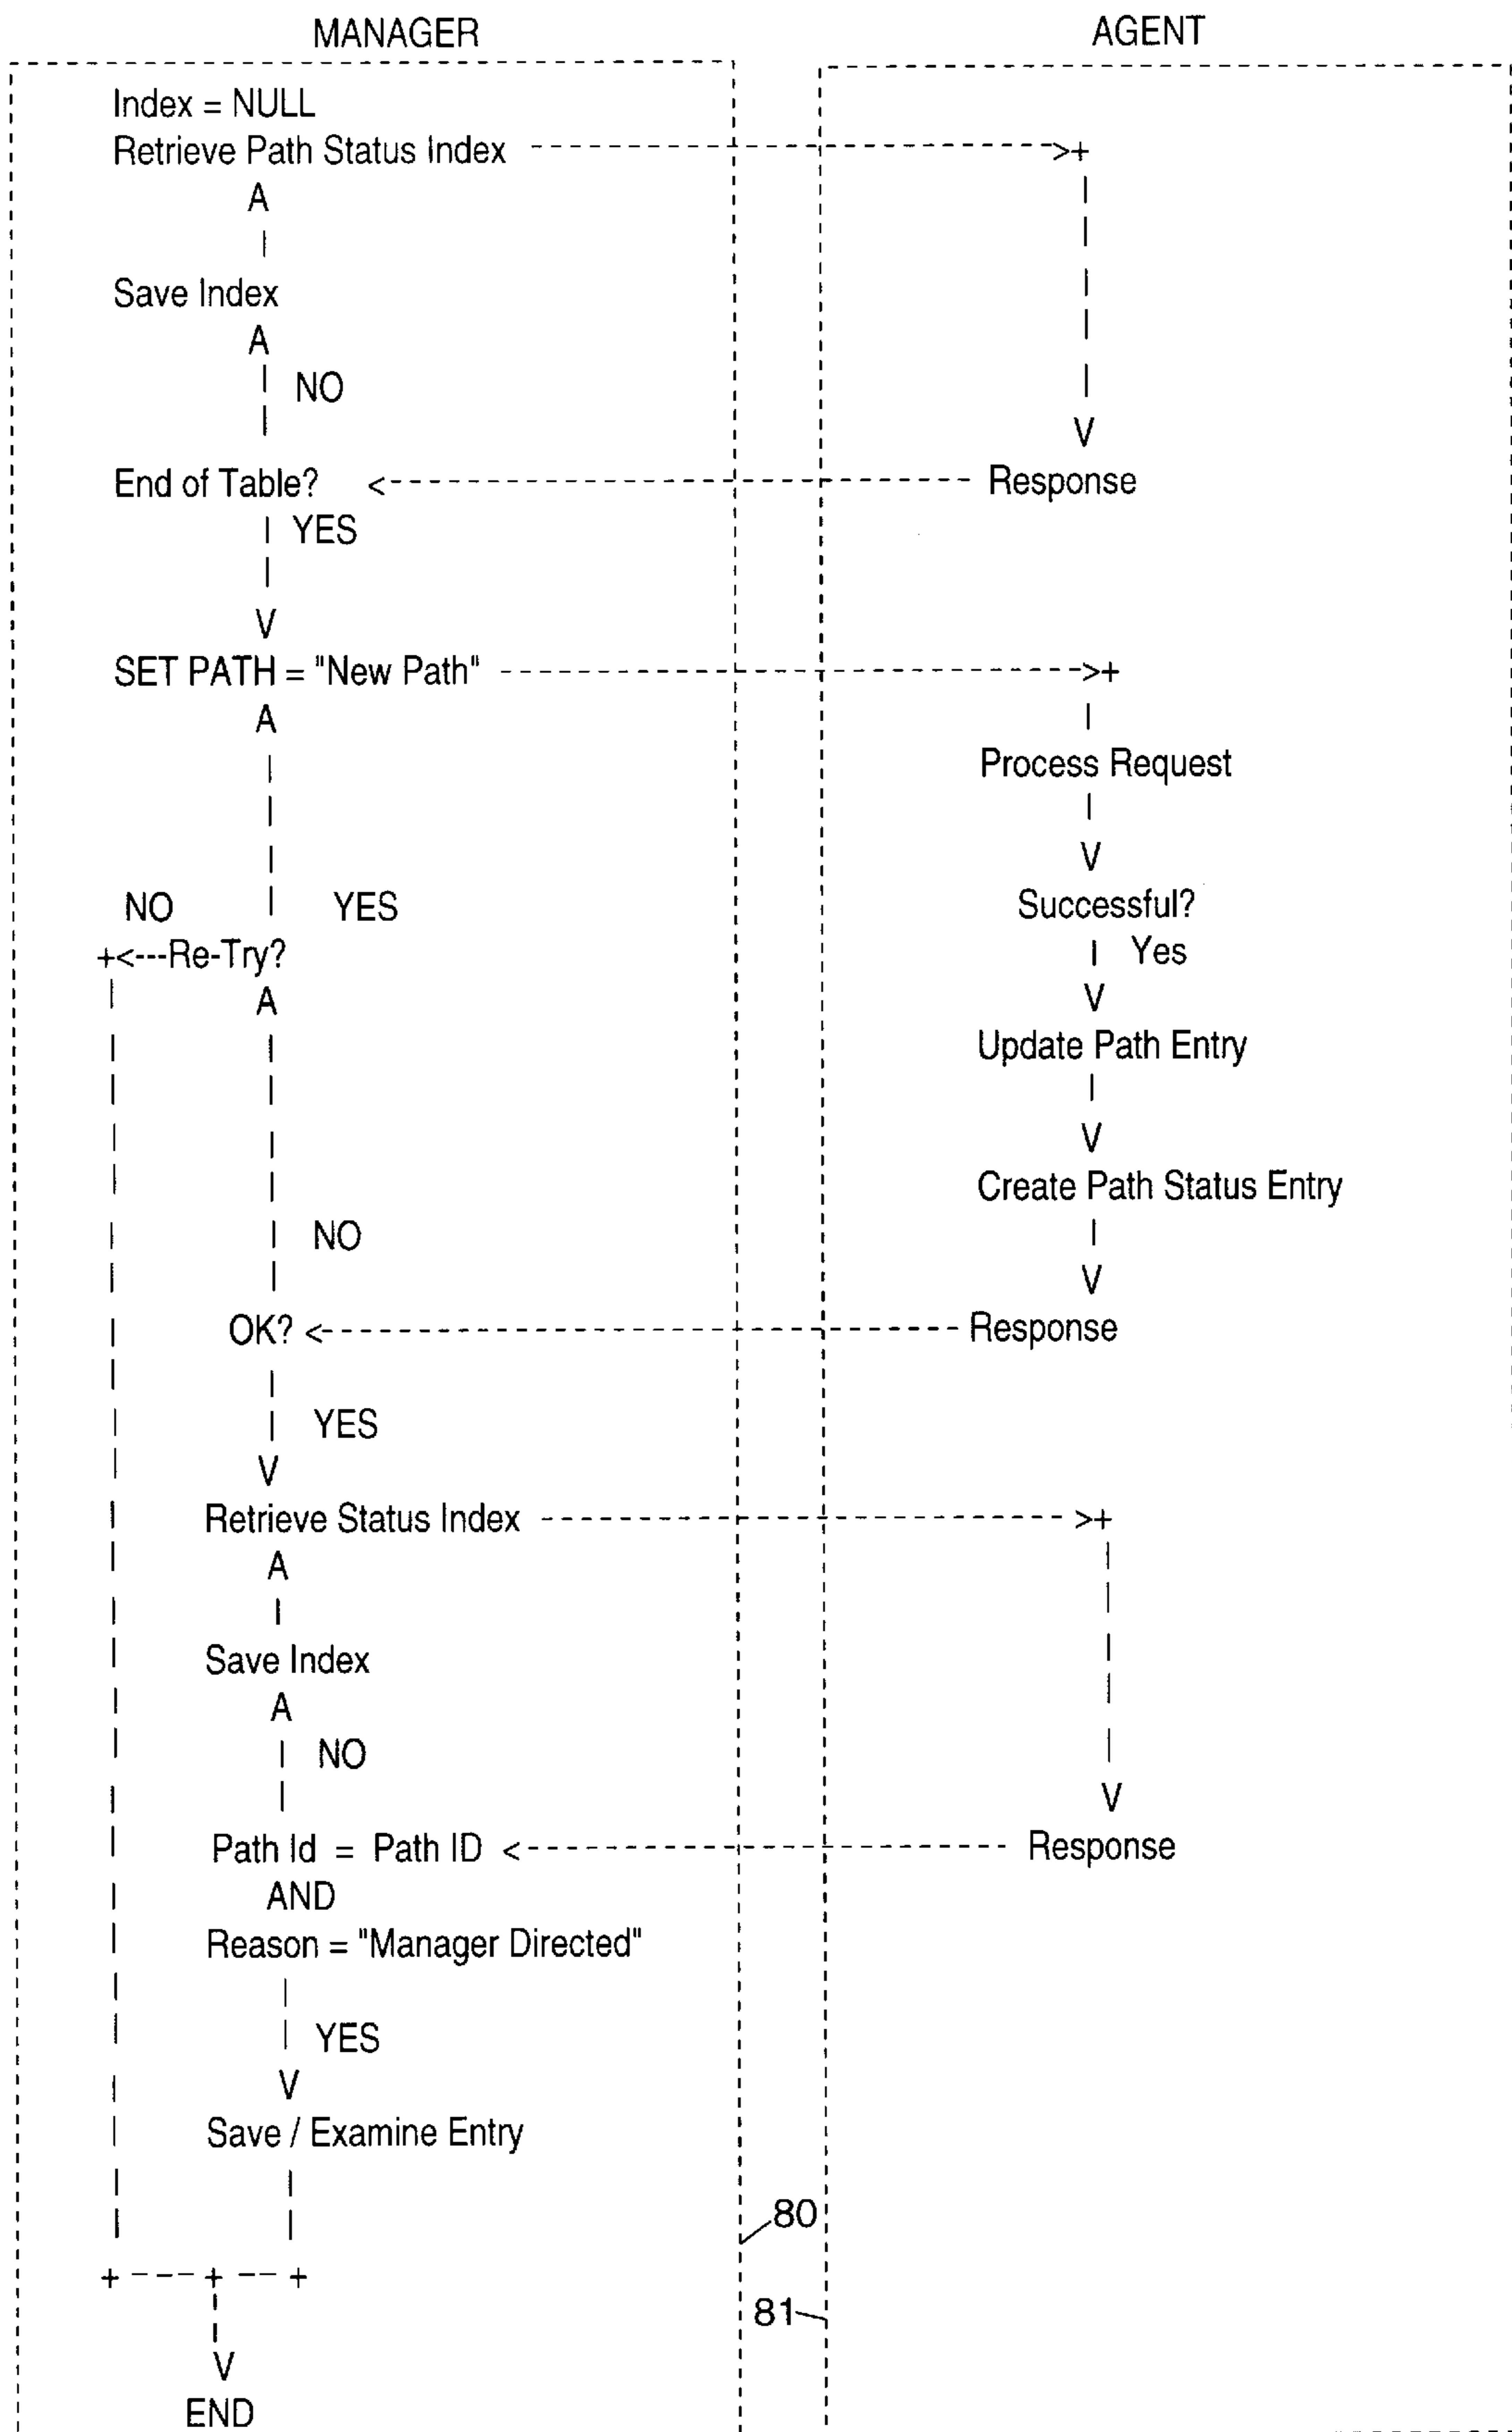 MANAGER AGENT
Index = NULL
Retrieve Path Status Index - - - - - - - - - - >+
A
Save Index
A
NO
End of Table? <- - - - - - - - - - Response
YES
V
V
SET PATH = "New Path" - - - - - - - - - - >+
A
Process Request
V
NO YES Successful?
+<---Re-Try? Yes
A V
Update Path Entry
V
Create Path Status Entry
NO
V
OK? <- - - - - - - - - - Response
YES
V
Retrieve Status Index - - - - - - - - - - >+
A
Save Index
A
NO
V
Path Id = Path ID <- - - - - - - - - - Response
AND
Reason = "Manager Directed"
YES
V
Save / Examine Entry
80
+ - - - + - - +
81
V
END